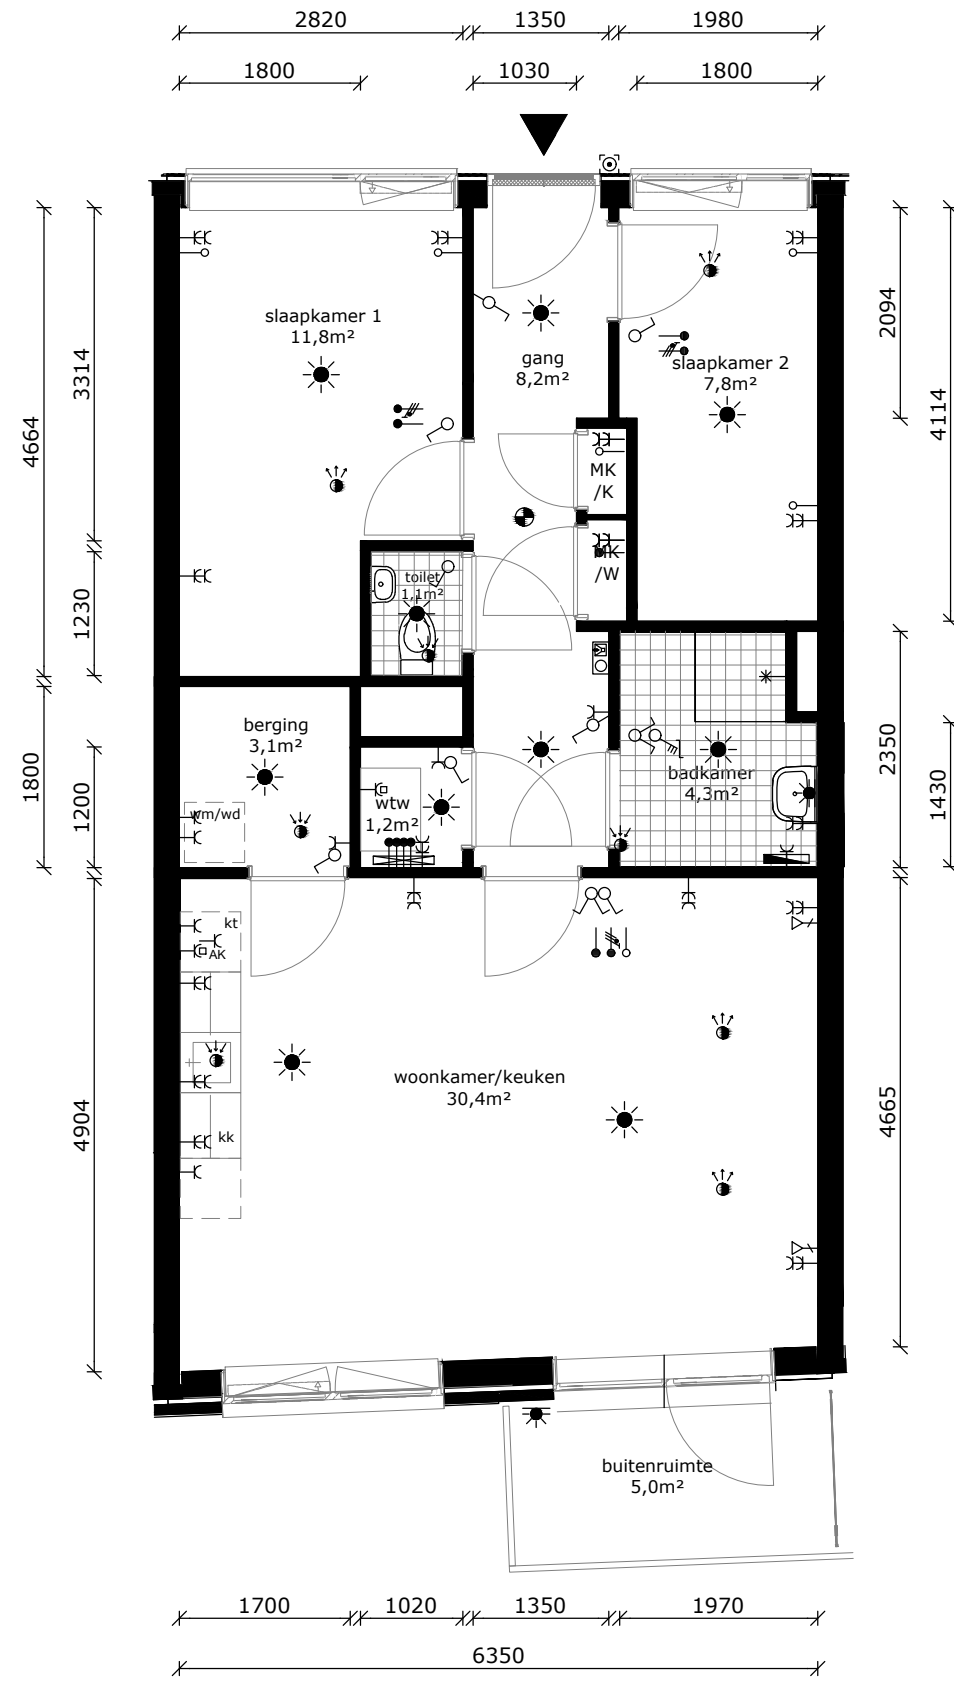 2820 1350 1980
1800 1030 1800
slaapkamer 1
11,8m²
gang
8,2m²
slaapkamer 2
7,8m²
2094
3314
4664
4114
MK
/K
MK
/W
toilet
1,1m²
1230
berging
3,1m²
wm/wd
wtw
1,2m²
badkamer
4,3m²
1800
1200
2350
1430
kt
AK
kk
woonkamer/keuken
30,4m²
4904
4665
buitenruimte
5,0m²
1700 1020 1350 1970
6350